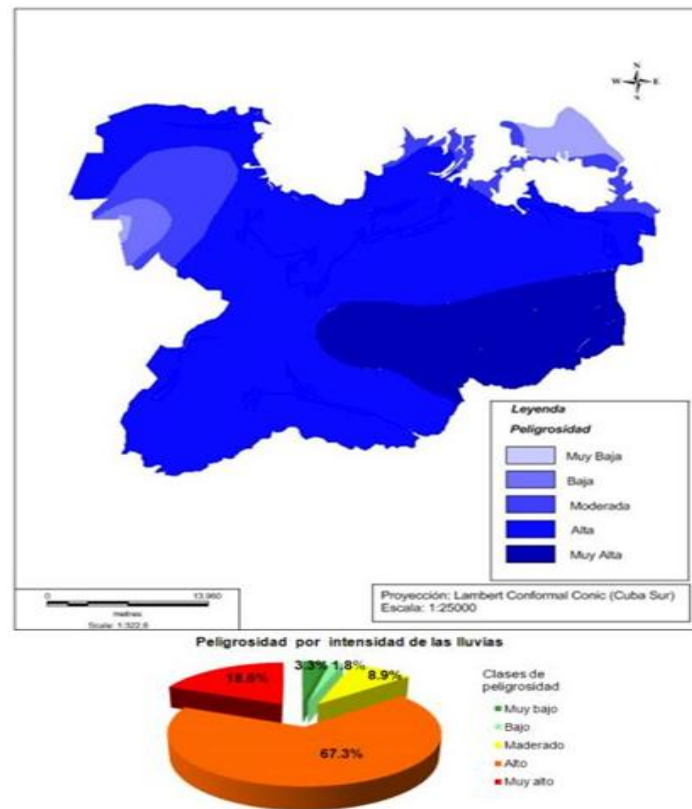 N
W E
S
Leyenda
Peligrosidad
Muy Baja
Baja
Moderada
Alta
Muy Alta
0 13,960
metres
Scale: 1:322,6
Proyección: Lambert Conformal Conic (Cuba Sur)
Escala: 1:25000
Peligrosidad por intensidad de las lluvias
3.3% 1.8%
8.9%
67.3%
Clases de
peligrosidad
Muy bajo
Bajo
Maderado
Alto
Muy alto